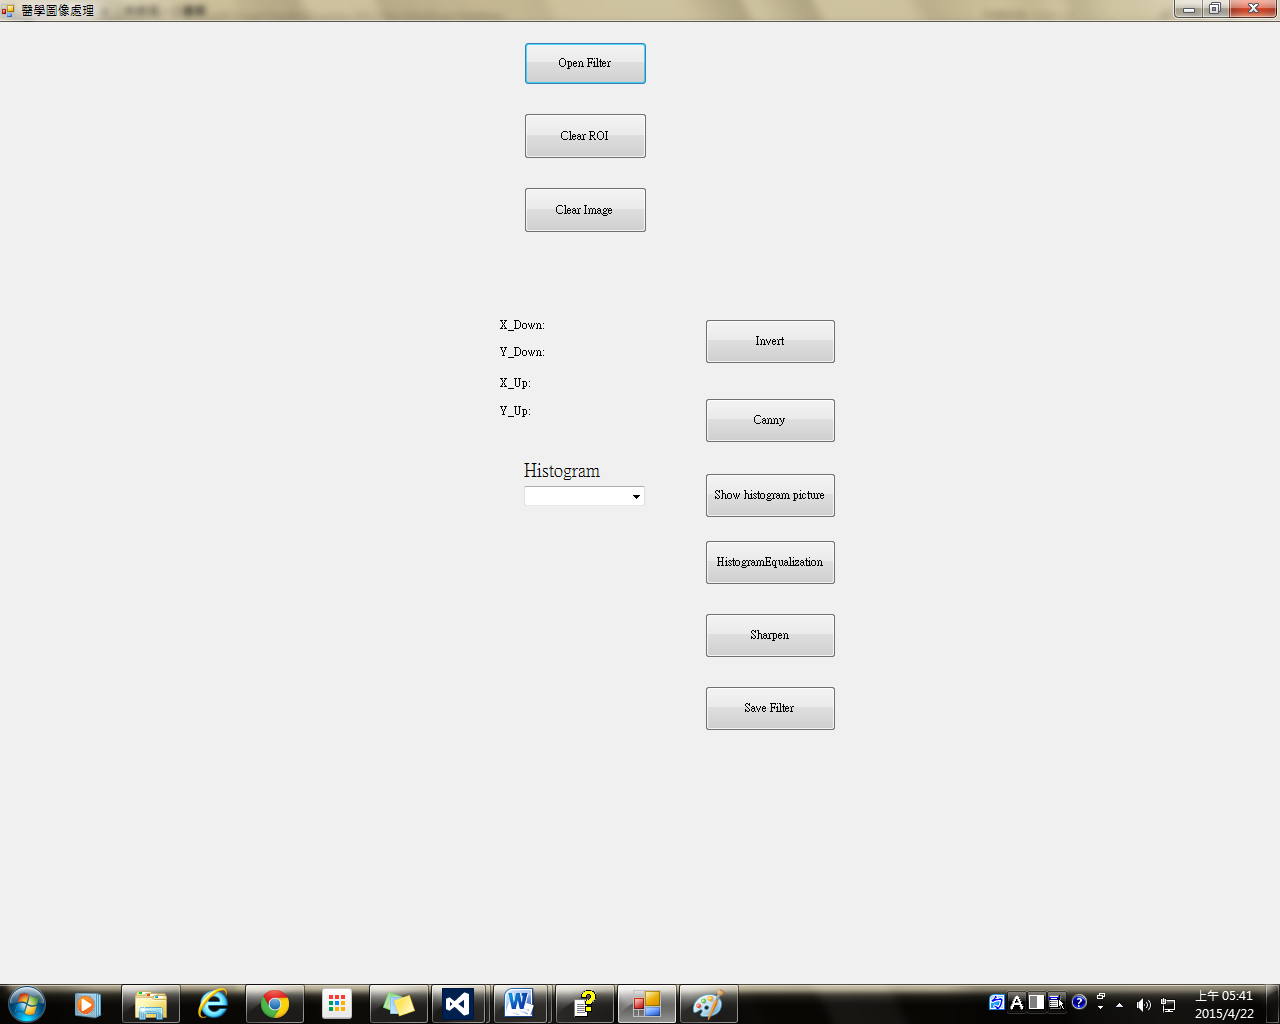 醫學圖像處理
Open Filter
Clear ROI
Clear Image
X_Down:
Y_Down:
X_Up:
Y_Up:
Histogram
Invert
Canny
Show histogram picture
HistogramEqualization
Sharpen
Save Filter
上午 05:41
2015/4/22